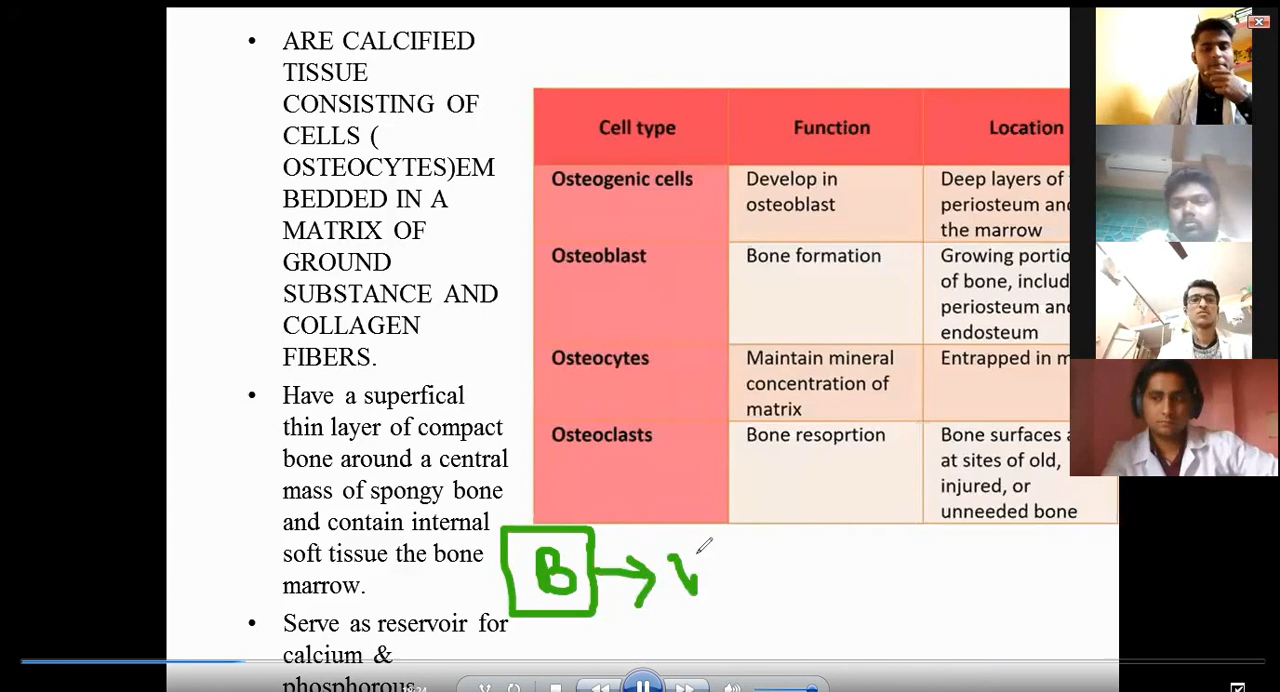 • ARE CALCIFIED
TISSUE
CONSISTING OF
CELLS (
OSTEOCYTES)EM
BEDDED IN A
MATRIX OF
GROUND
SUBSTANCE AND
COLLAGEN
FIBERS.
• Have a superfical
thin layer of compact
bone around a central
mass of spongy bone
and contain internal
soft tissue the bone
marrow.
• Serve as reservoir for
calcium &
phosphorous
Cell type Function Location
Osteogenic cells Develop in Deep layers of
osteoblast periosteum and
the marrow
Osteoblast Bone formation Growing portio
of bone, includ
periosteum and
endosteum
Osteocytes Maintain mineral Entrapped in m
concentration of
matrix
Osteoclasts Bone resoprtion Bone surfaces
at sites of old,
injured, or
unneeded bone
B